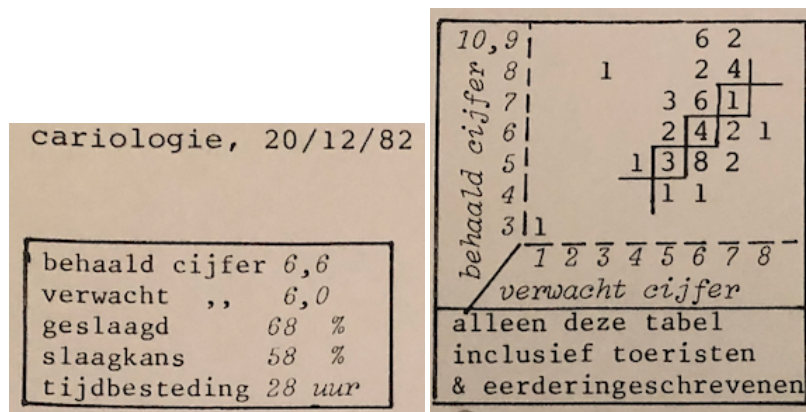 cariologie, 20/12/82
behaald cijfer 6,6
verwacht ,, 6,0
geslaagd 68 %
slaagkans 58 %
tijdbesteding 28 uur
behaald cijfer
10,9 6 2
8 1 2 4
7 3 6 1
6 2 4 2 1
5 1 3 8 2
4 1 1
3 1
1 2 3 4 5 6 7 8
verwacht cijfer
alleen deze tabel
inclusief toeristen
& eerderingeschrevenen